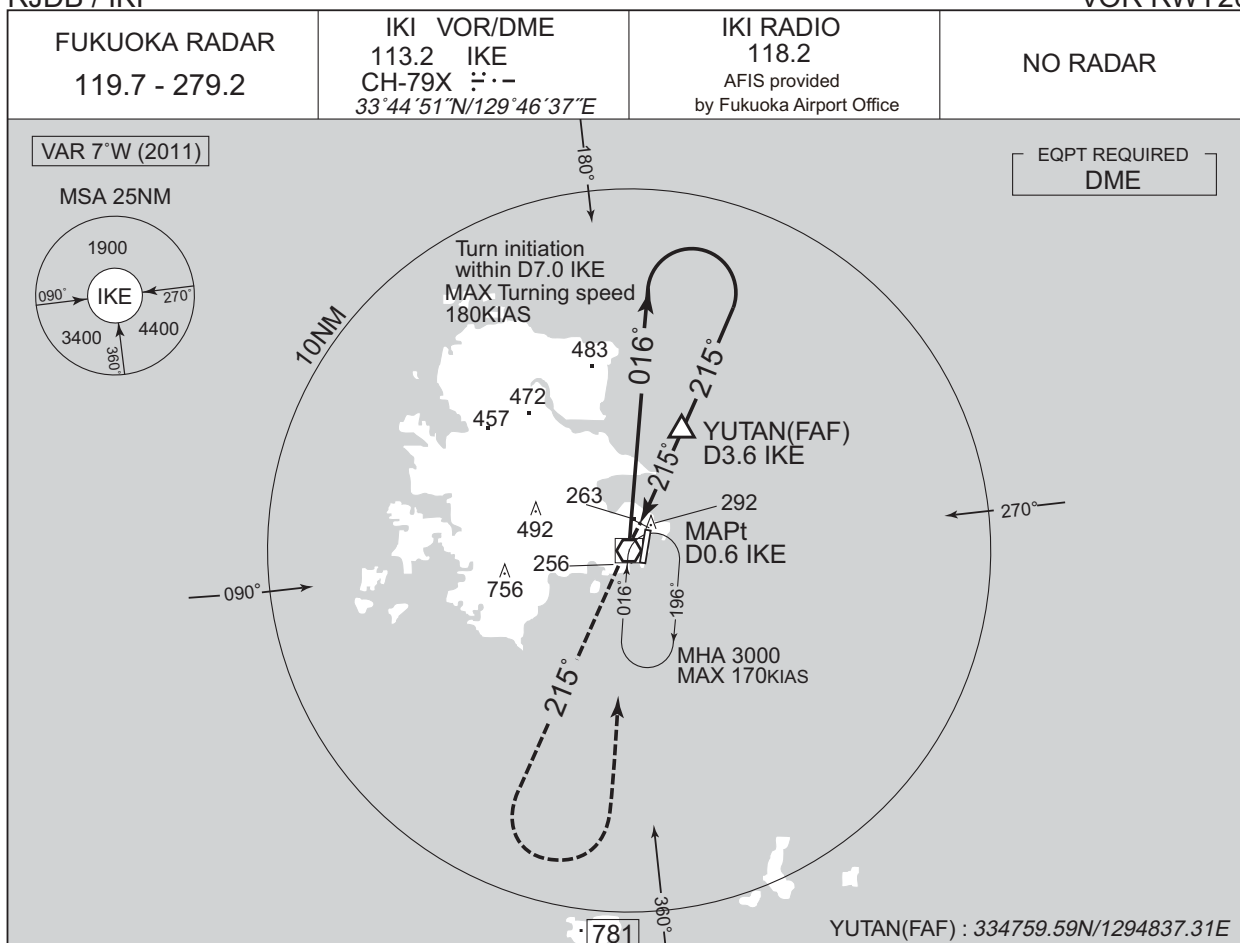 RJDB / IKI
VOR RWY20
FUKUOKA RADAR
119.7 - 279.2
IKI VOR/DME
113.2 IKE
CH-79X
33°44´51˝N/129°46´37˝E
IKI RADIO
118.2
AFIS provided
by Fukuoka Airport Office
NO RADAR
VAR 7°W (2011)
MSA 25NM
1900
IKE
090°
270°
3400
4400
360°
EQPT REQUIRED
DME
180°
Turn initiation
within D7.0 IKE
MAX Turning speed
180KIAS
10NM
016°
215°
483
472
457
YUTAN(FAF)
D3.6 IKE
215°
263
292
492
MAPt
D0.6 IKE
270°
256
756
090°
016°
196°
MHA 3000
MAX 170KIAS
215°
360°
781
YUTAN(FAF) : 334759.59N/1294837.31E